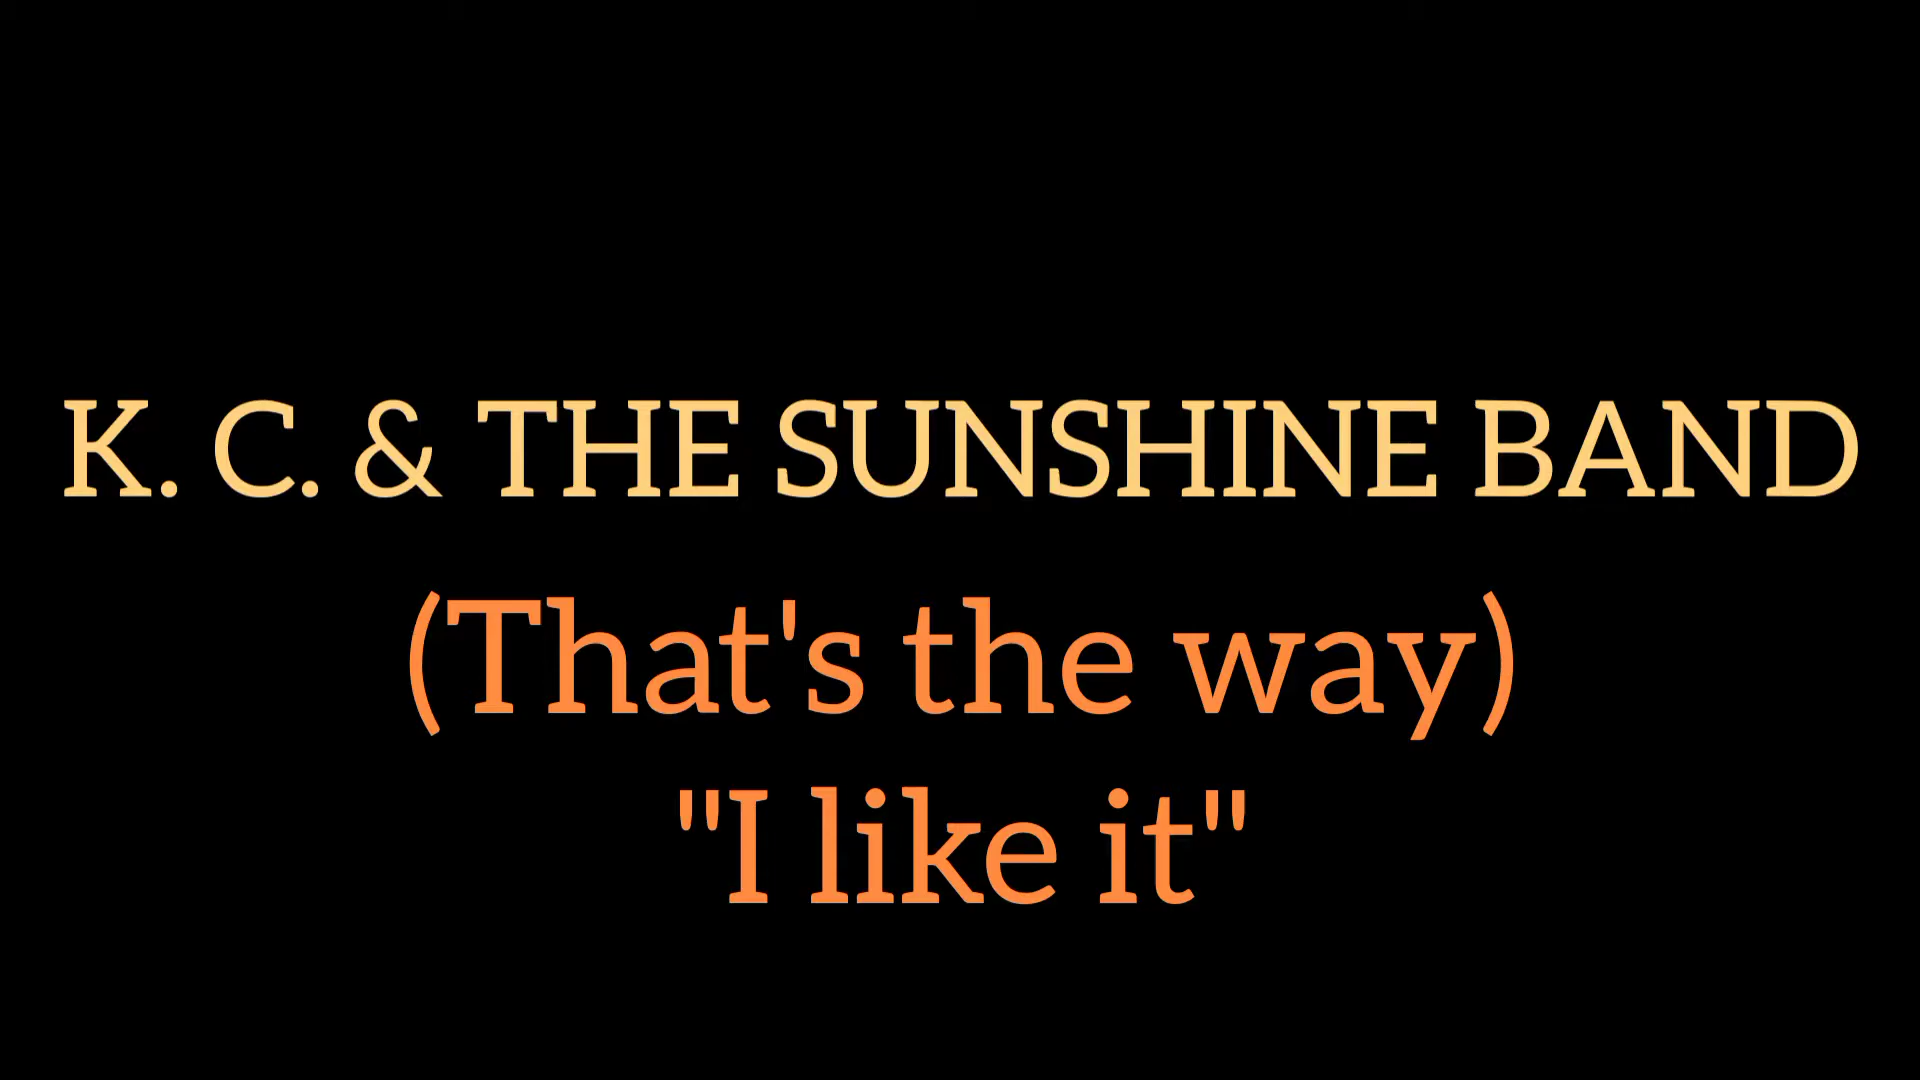 K. C. & THE SUNSHINE BAND
(That's the way)
"I like it"